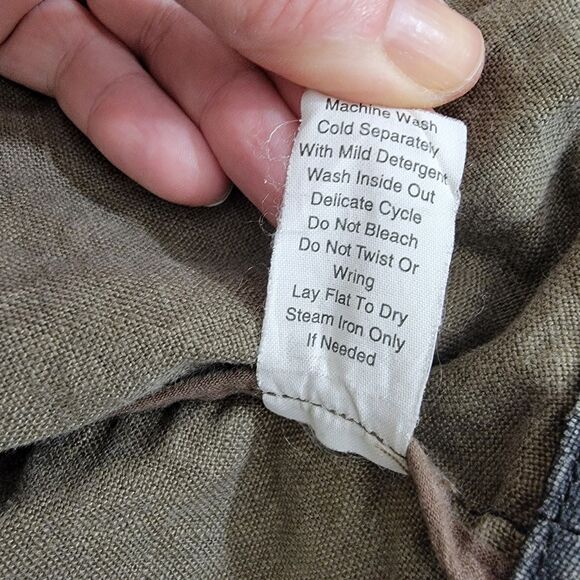 Machine Wash
Cold Separately
With Mild Detergent
Wash Inside Out
Delicate Cycle
Do Not Bleach
Do Not Twist Or
Wring
Lay Flat To Dry
Steam Iron Only
If Needed